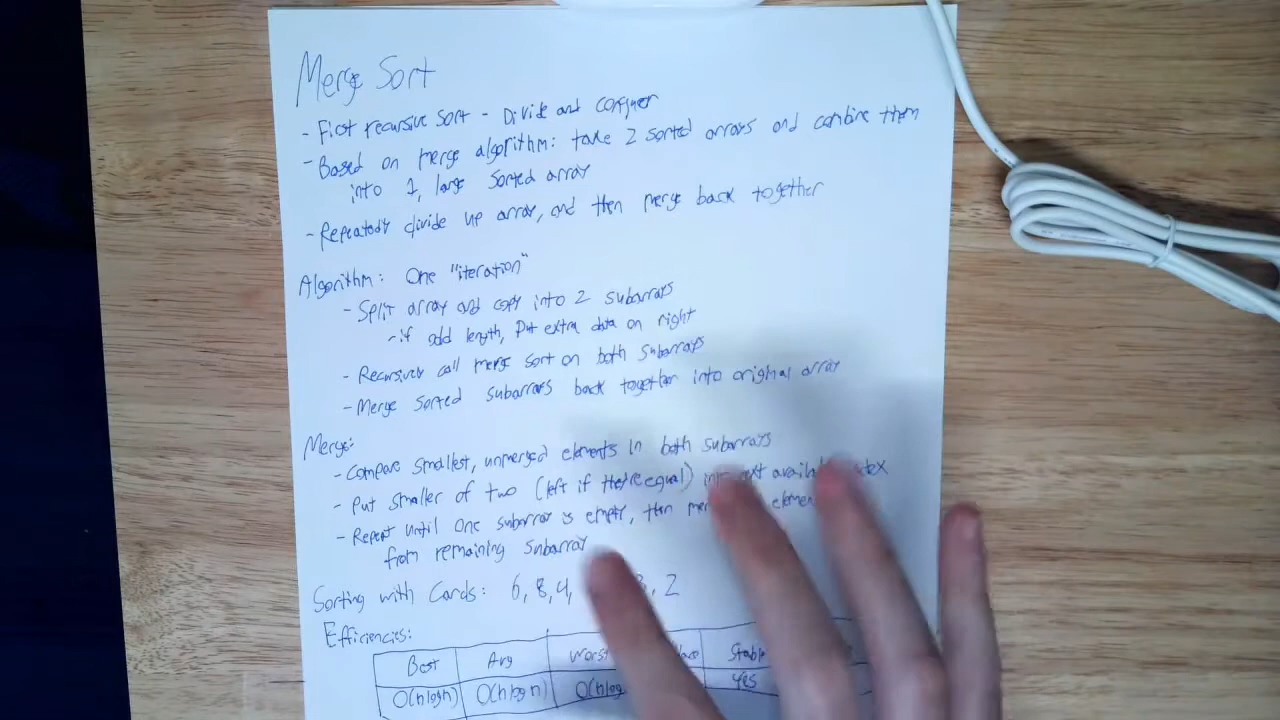 Merge Sort
- First recursive sort - Divide and conquer
- Based on merge algorithm: take 2 sorted arrays and combine them
into 1, large sorted array
- Repeatedly divide up array, and then merge back together
Algorithm: One "iteration"
- Split array and copy into 2 subarrays
- if odd length, put extra data on right
- Recursively call merge sort on both subarrays
- Merge sorted subarrays back together into original array
Merge:
- Compare smallest, unmerged elements in both subarrays
- Put smaller of two (left if they're equal) available
- Repeat until one subarray is empty, then
from remaining subarray
Sorting with Cards: 6, 8, 4, 2
Efficiencies:
Best Avg Worst Stable
O(nlogn) O(nlogn) O(nlog yes